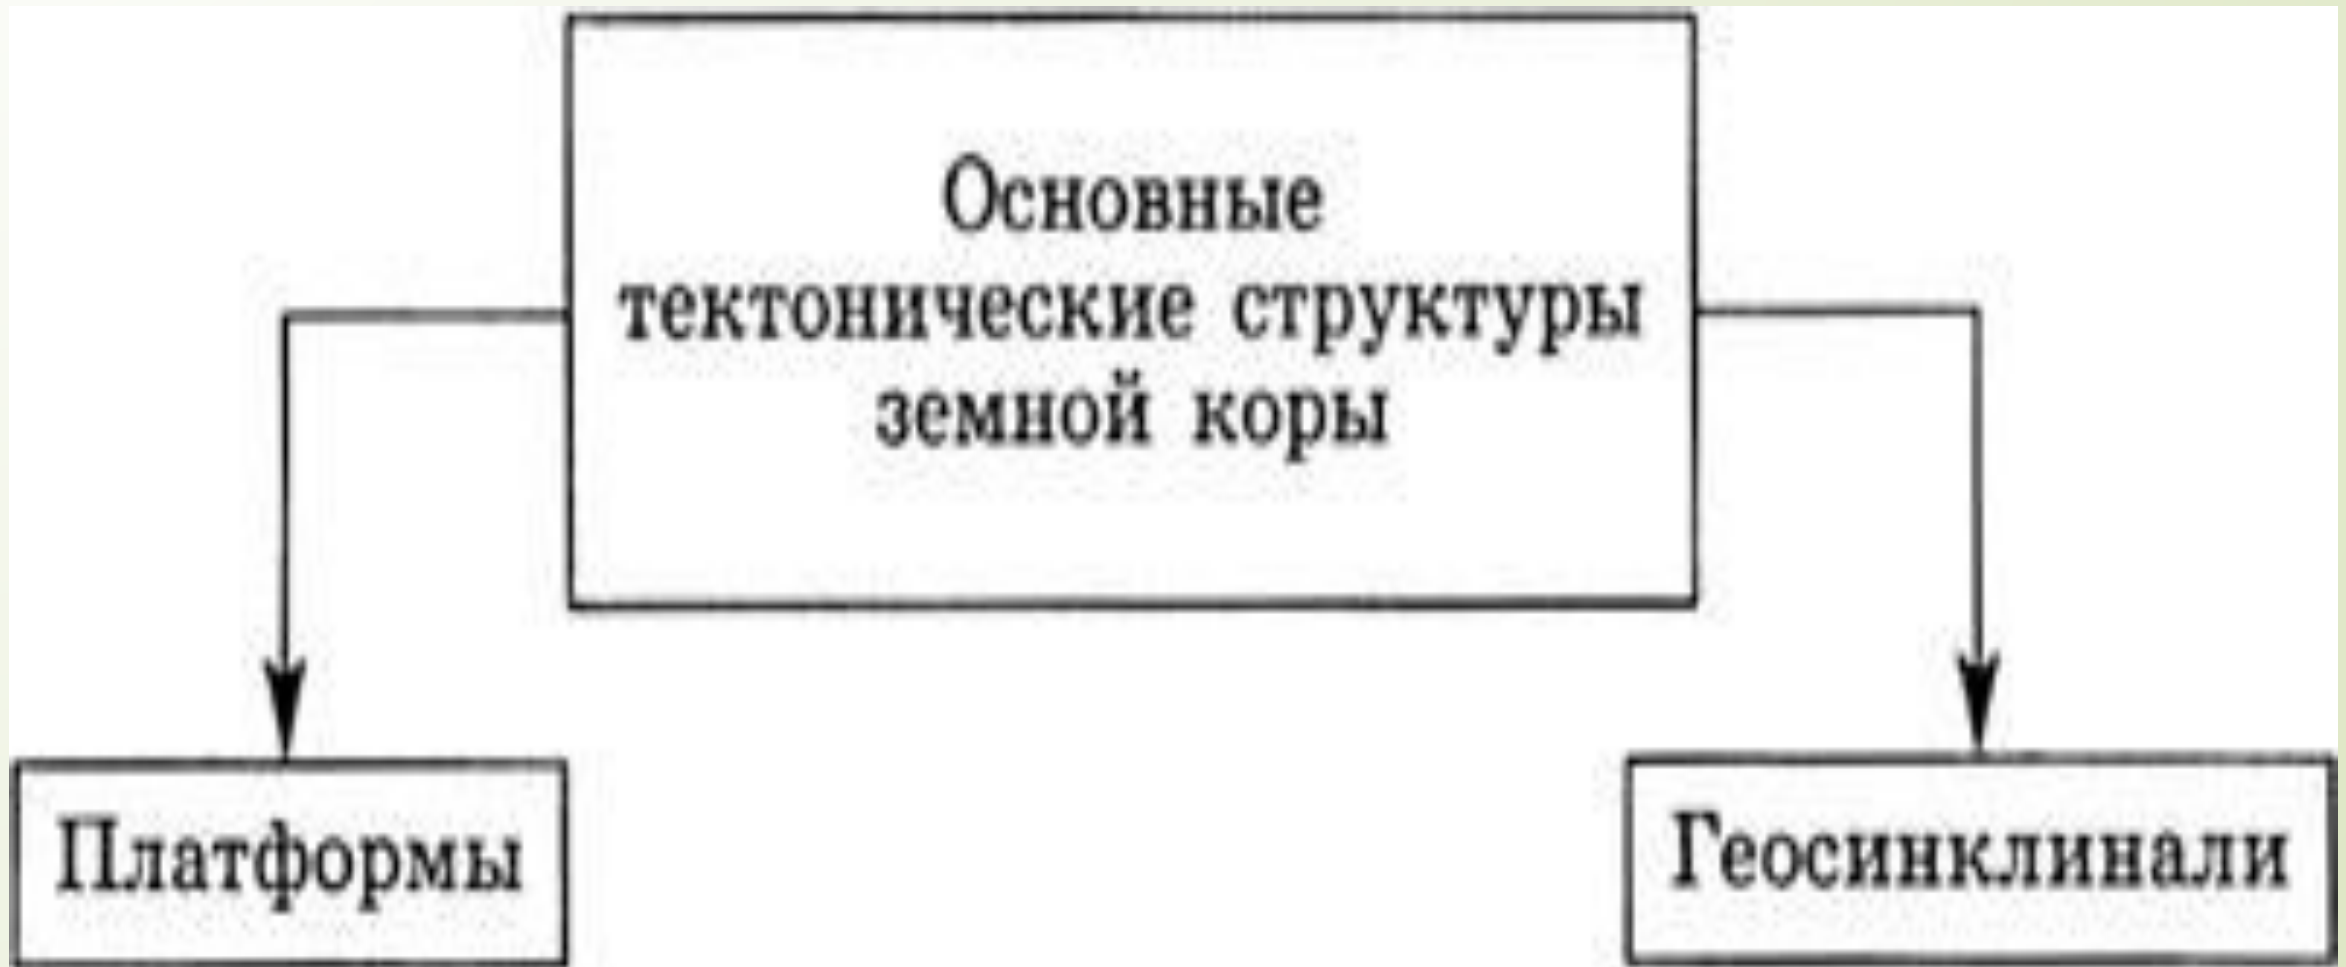 Основные
тектонические структуры
земной коры
Платформы
Геосинклинали